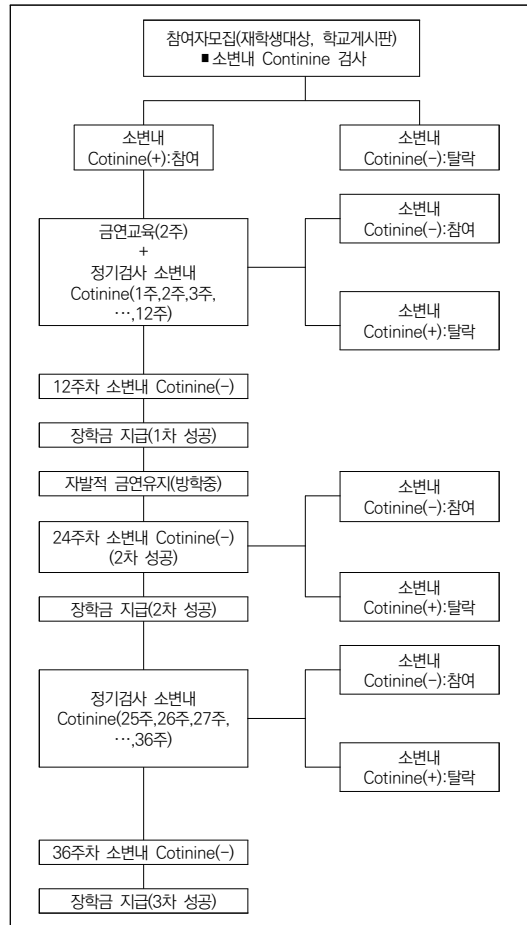 참여자모집(재학생대상, 학교게시판)
■ 소변내 Continine 검사
소변내
Cotinine(+):참여
소변내
Cotinine(-):탈락
금연교육(2주)
+
정기검사 소변내
Cotinine(1주,2주,3주,
…,12주)
소변내
Cotinine(-):참여
소변내
Cotinine(+):탈락
12주차 소변내 Cotinine(-)
장학금 지급(1차 성공)
자발적 금연유지(방학중)
24주차 소변내 Cotinine(-)
(2차 성공)
소변내
Cotinine(-):참여
소변내
Cotinine(+):탈락
장학금 지급(2차 성공)
정기검사 소변내
Cotinine(25주,26주,27주,
…,36주)
소변내
Cotinine(-):참여
소변내
Cotinine(+):탈락
36주차 소변내 Cotinine(-)
장학금 지급(3차 성공)